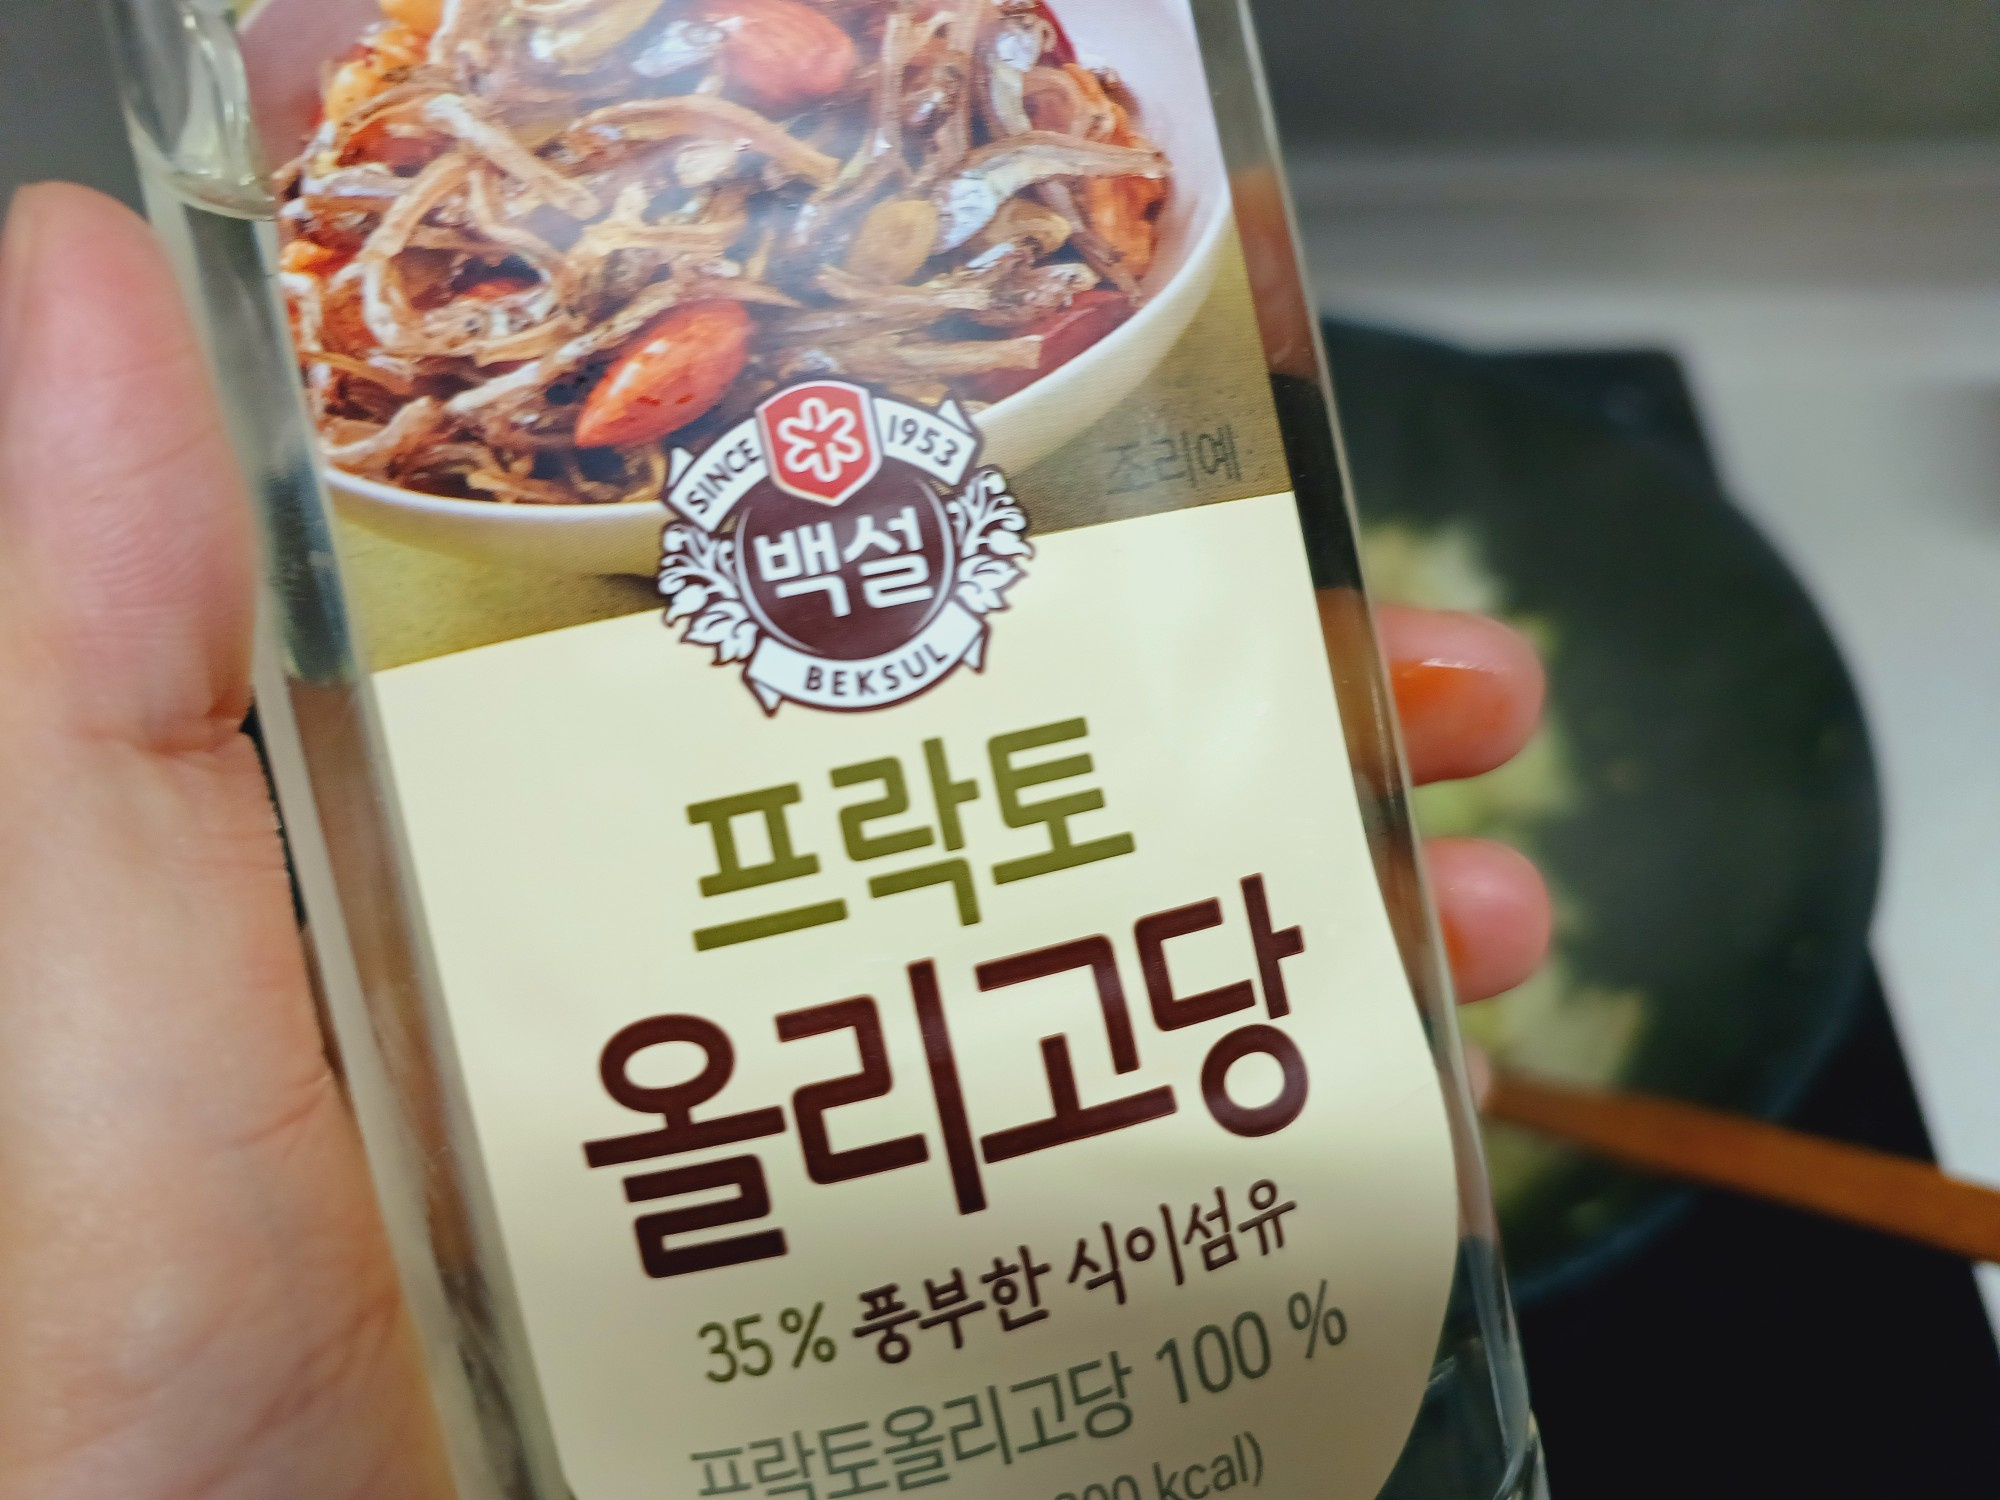 SINCE 1953
백설
BEKSUL
조리예
프락토
올리고당
35% 풍부한 식이섬유
프락토올리고당 100 %
kcal)